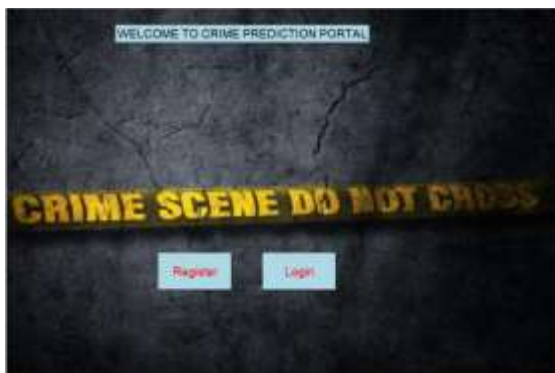 WELCOME TO CRIME PREDICTION PORTAL
CRIME SCENE DO NOT CROSS
Register
Login